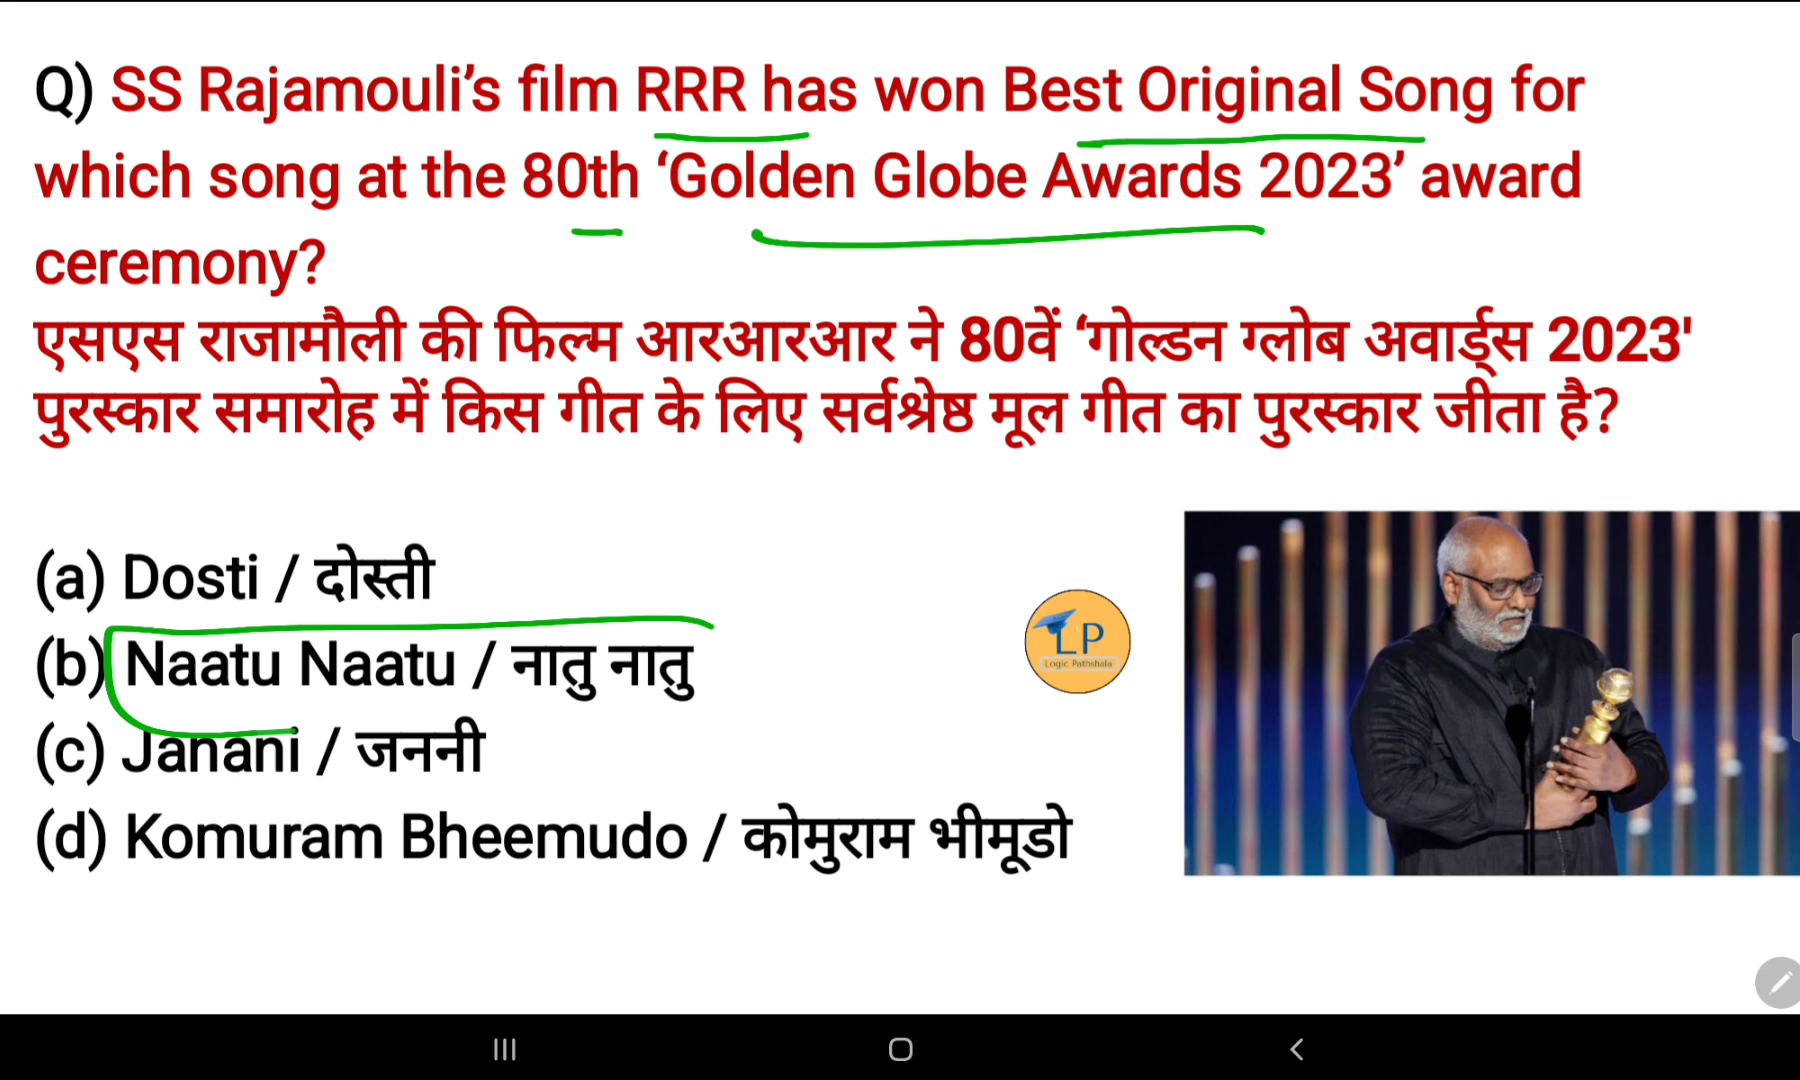 Q) SS Rajamouli’s film RRR has won Best Original Song for
which song at the 80th ‘Golden Globe Awards 2023’ award
ceremony?
एसएस राजामौली की फिल्म आरआरआर ने 80वें ‘गोल्डन ग्लोब अवार्ड्स 2023'
पुरस्कार समारोह में किस गीत के लिए सर्वश्रेष्ठ मूल गीत का पुरस्कार जीता है?
(a) Dosti / दोस्ती
(b) Naatu Naatu / नातु नातु
(c) Janani / जननी
(d) Komuram Bheemudo / कोमुराम भीमूडो
LP
Logic Pathshala